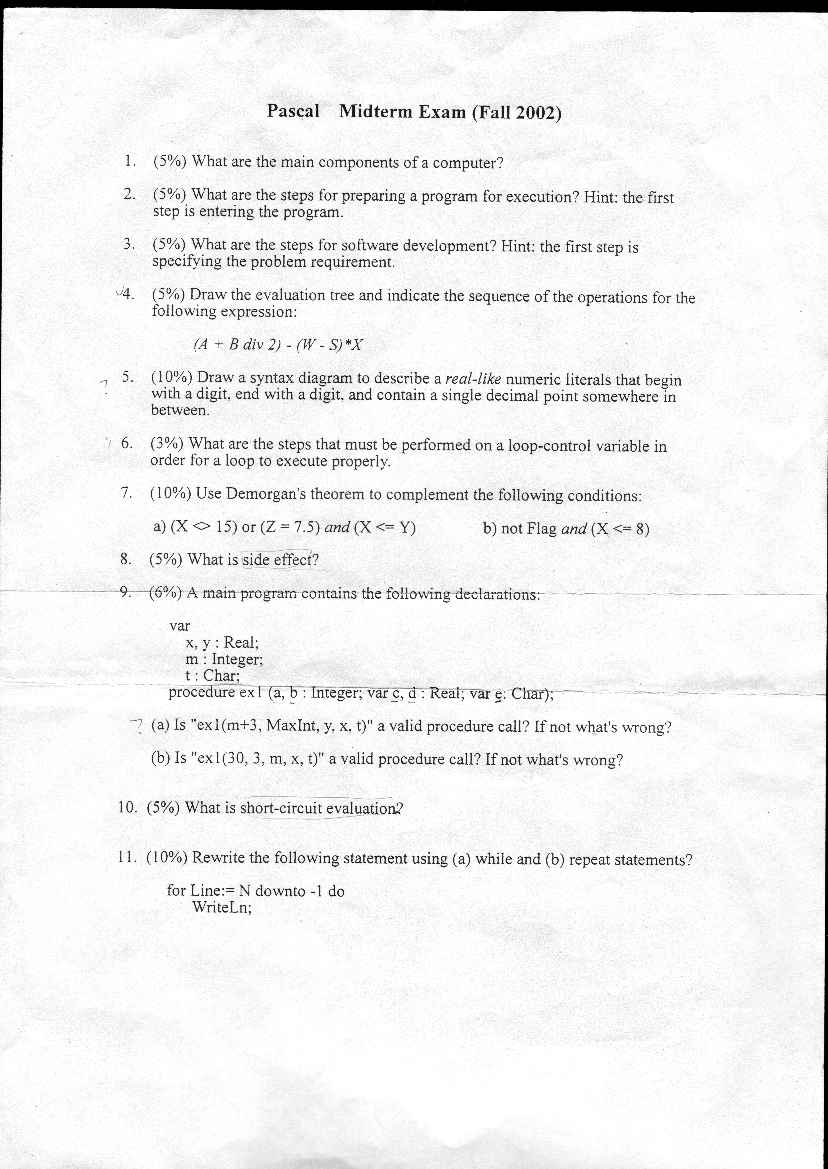 Pascal Midterm Exam (Fall 2002)
1. (5%) What are the main components of a computer?
2. (5%) What are the steps for preparing a program for execution? Hint: the first
step is entering the program.
3. (5%) What are the steps for software development? Hint: the first step is
specifying the problem requirement.
4. (5%) Draw the evaluation tree and indicate the sequence of the operations for the
following expression:
(A + B div 2) - (W - S)*X
5. (10%) Draw a syntax diagram to describe a real-like numeric literals that begin
with a digit, end with a digit, and contain a single decimal point somewhere in
between.
6. (3%) What are the steps that must be performed on a loop-control variable in
order for a loop to execute properly.
7. (10%) Use Demorgan's theorem to complement the following conditions:
a) (X <> 15) or (Z = 7.5) and (X <= Y) b) not Flag and (X <= 8)
8. (5%) What is side effect?
9. (6%) A main program contains the following declarations:
var
x, y : Real;
m : Integer;
t : Char;
procedure ex1 (a, b : Integer; var c, d : Real; var e: Char);
(a) Is "ex1(m+3, MaxInt, y, x, t)" a valid procedure call? If not what's wrong?
(b) Is "ex1(30, 3, m, x, t)" a valid procedure call? If not what's wrong?
10. (5%) What is short-circuit evaluation?
11. (10%) Rewrite the following statement using (a) while and (b) repeat statements?
for Line:= N downto -1 do
WriteLn;